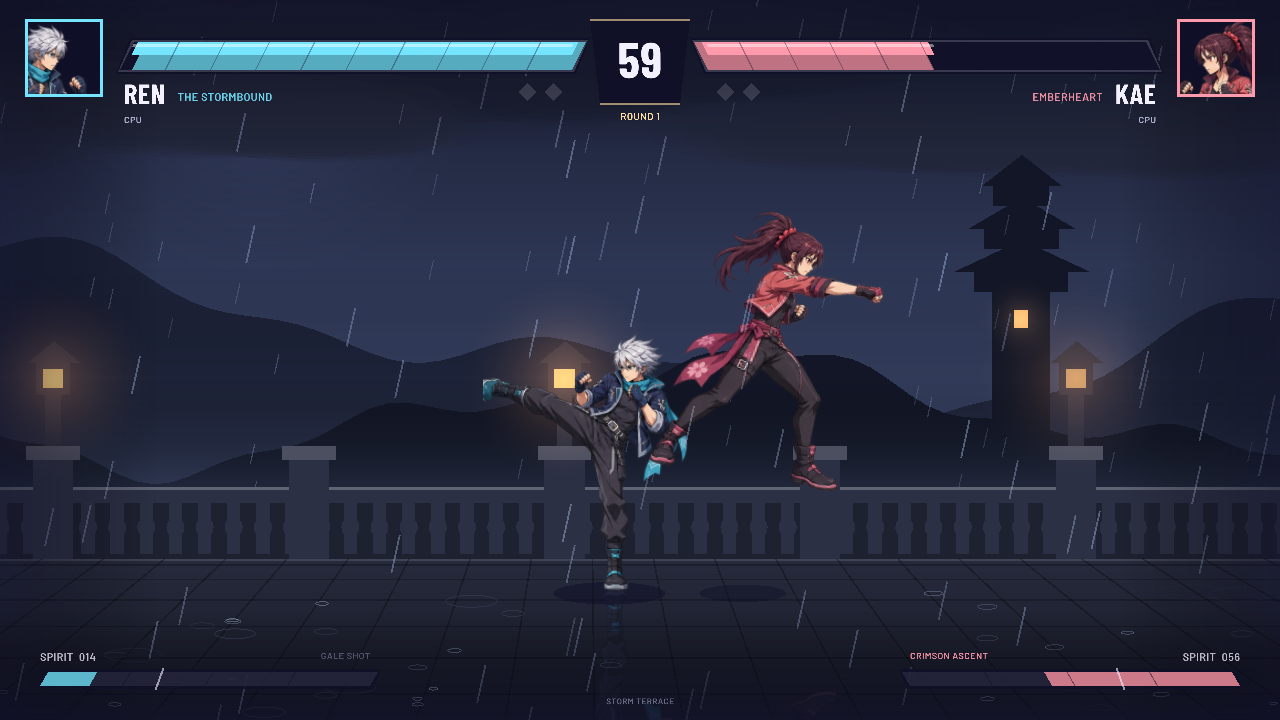 59
REN THE STORMBOUND
EMBERHEART KAE
CPU
ROUND 1
CPU
SPIRIT 014
GALE SHOT
CRIMSON ASCENT
SPIRIT 056
STORM TERRACE